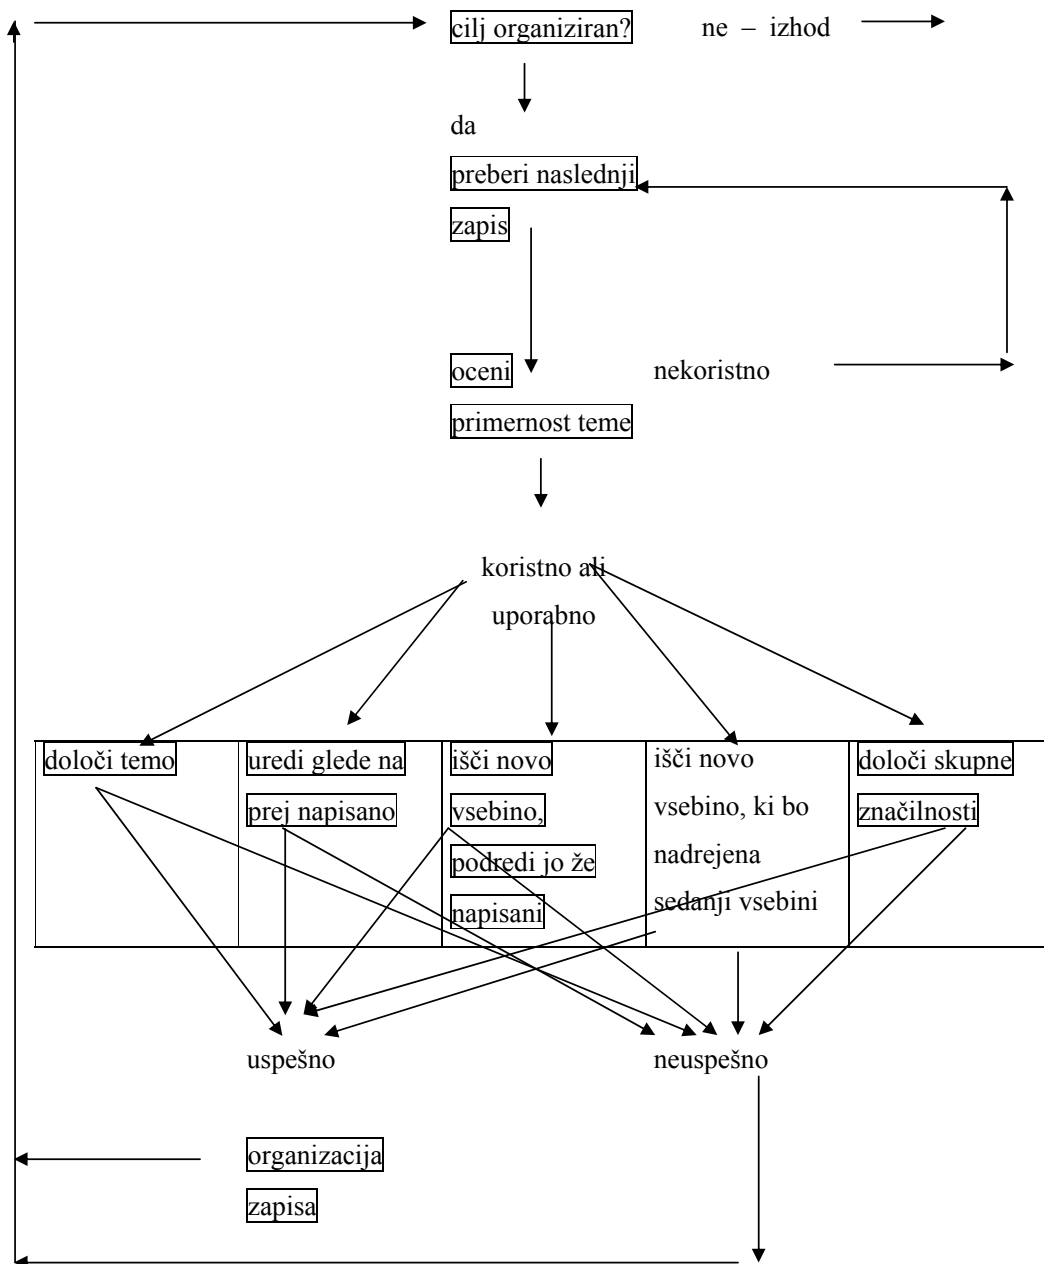 cilj organiziran? ne – izhod
da
preberi naslednji
zapis
oceni nekoristno
primernost teme
koristno ali
uporabno
določi temo
uredi glede na
prej napisano
išči novo
vsebino,
podredi jo že
napisani
išči novo
vsebino, ki bo
nadrejena
sedanji vsebini
določi skupne
značilnosti
uspešno neuspešno
organizacija
zapisa